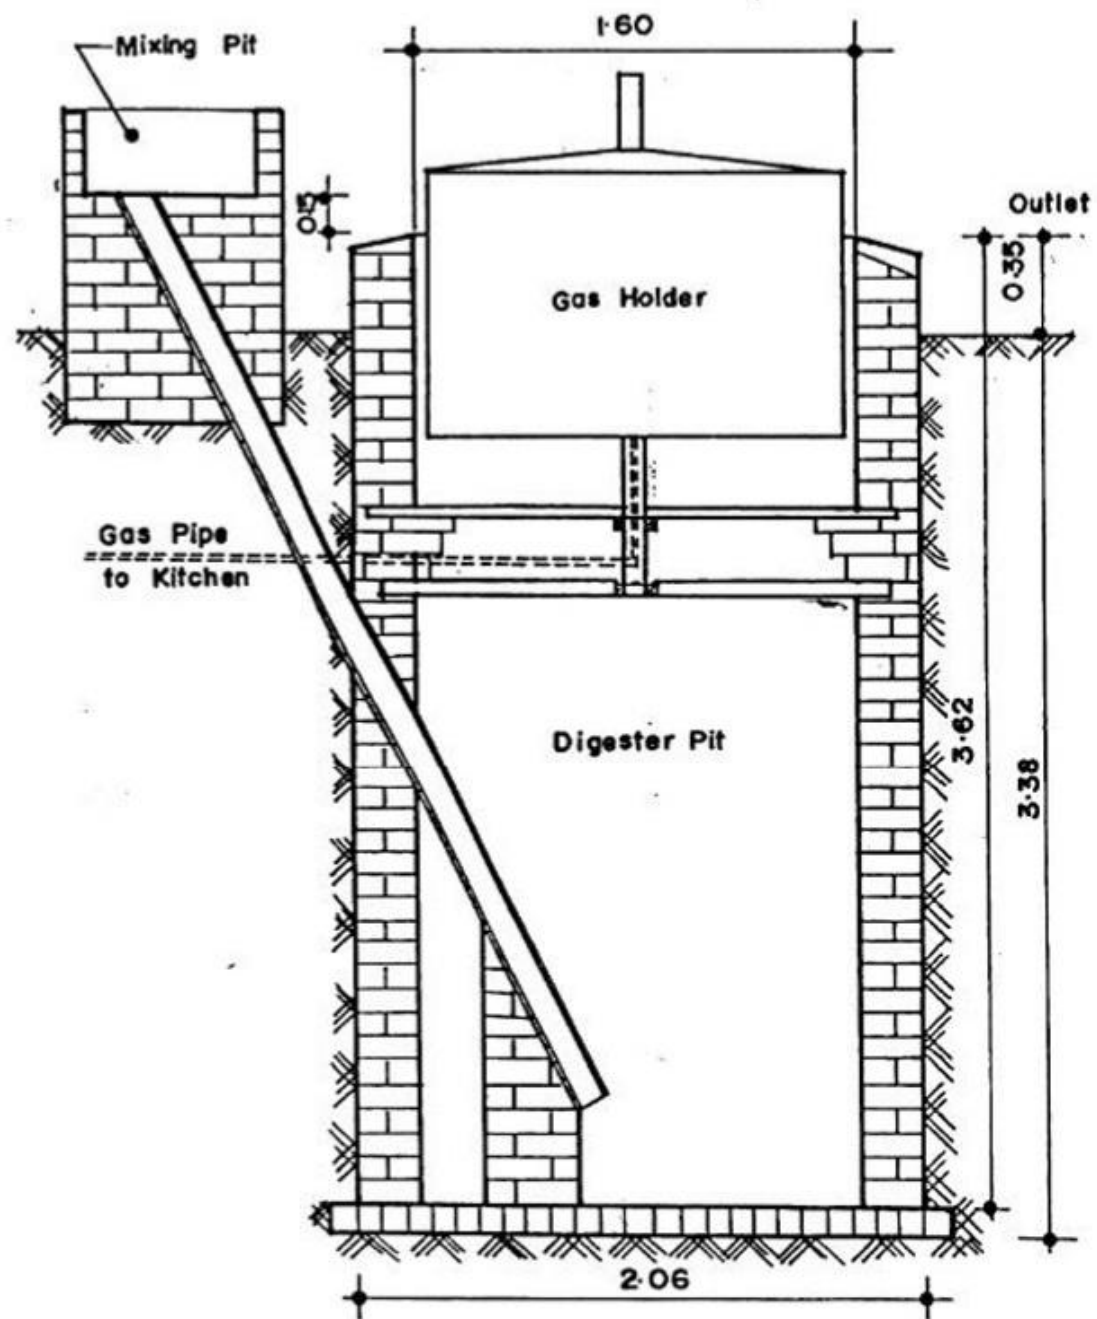 1·60
Mixing Pit
0.15
Outlet
0.35
Gas Holder
Gas Pipe
to Kitchen
Digester Pit
3·62
3·38
2·06